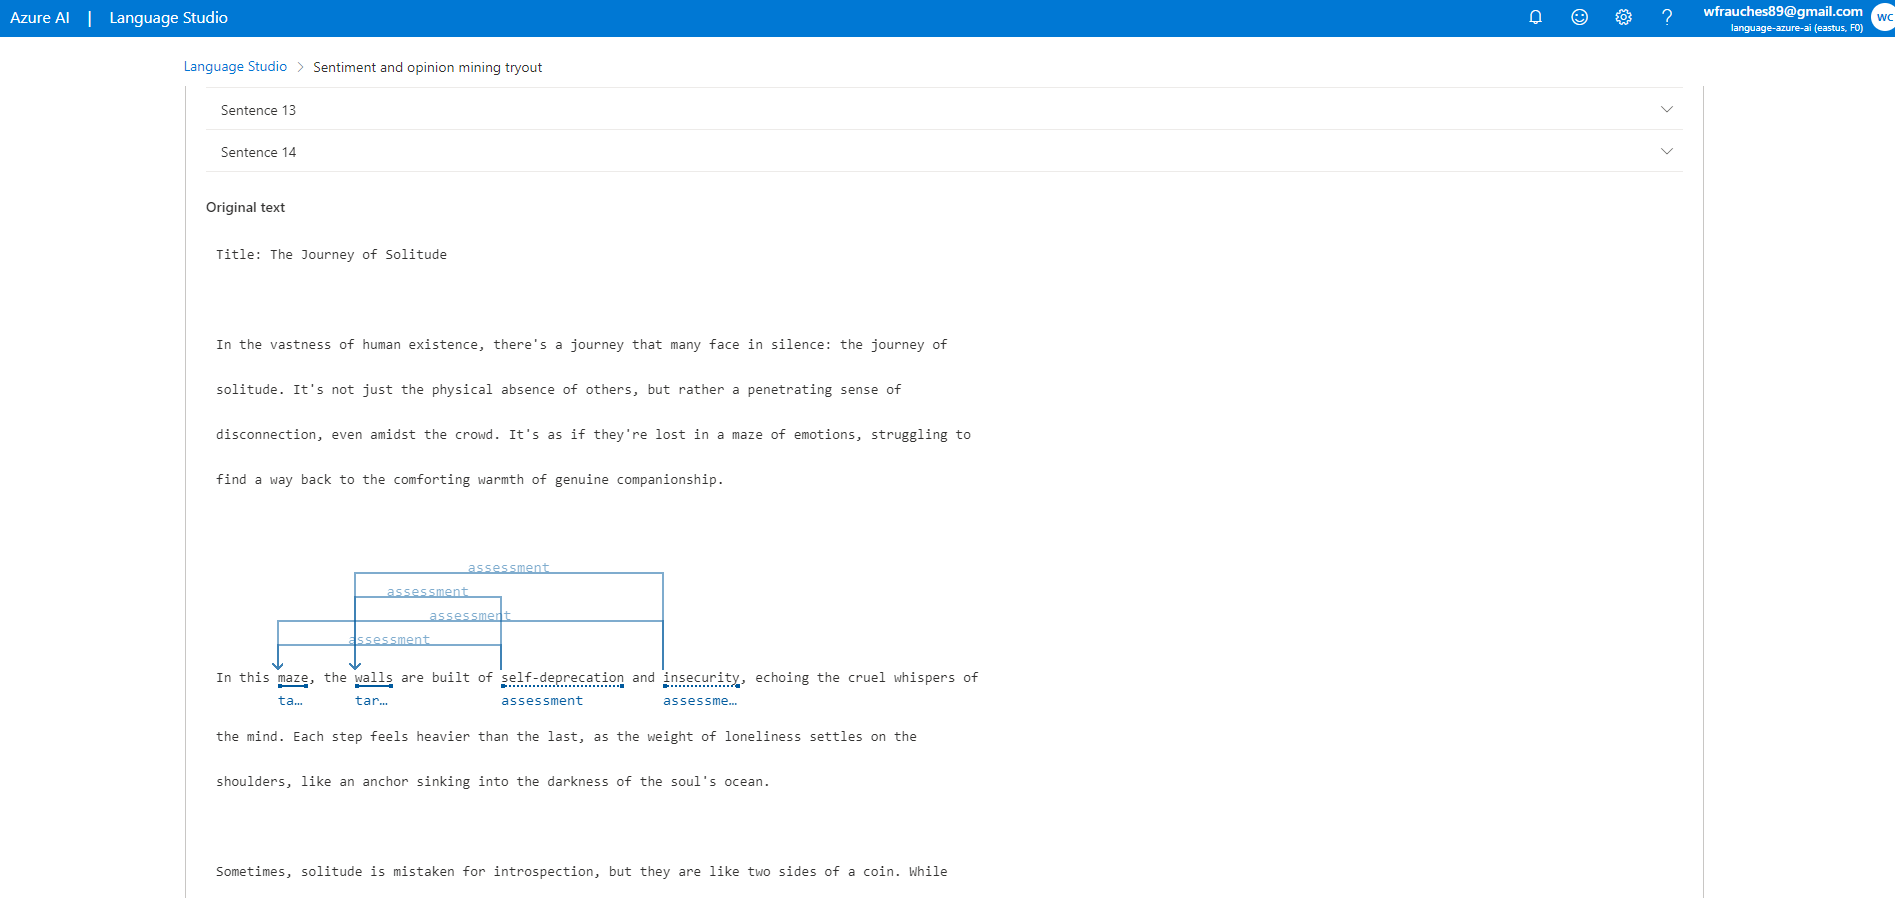 Azure AI | Language Studio
wfrauches89@gmail.com
language-azure-ai (eastus, F0)
WC
Language Studio > Sentiment and opinion mining tryout
Sentence 13
Sentence 14
Original text
Title: The Journey of Solitude
In the vastness of human existence, there's a journey that many face in silence: the journey of
solitude. It's not just the physical absence of others, but rather a penetrating sense of
disconnection, even amidst the crowd. It's as if they're lost in a maze of emotions, struggling to
find a way back to the comforting warmth of genuine companionship.
assessment
assessment
assessment
assessment
In this maze, the walls are built of self-deprecation and insecurity, echoing the cruel whispers of
ta… tar… assessment assessme…
the mind. Each step feels heavier than the last, as the weight of loneliness settles on the
shoulders, like an anchor sinking into the darkness of the soul's ocean.
Sometimes, solitude is mistaken for introspection, but they are like two sides of a coin. While